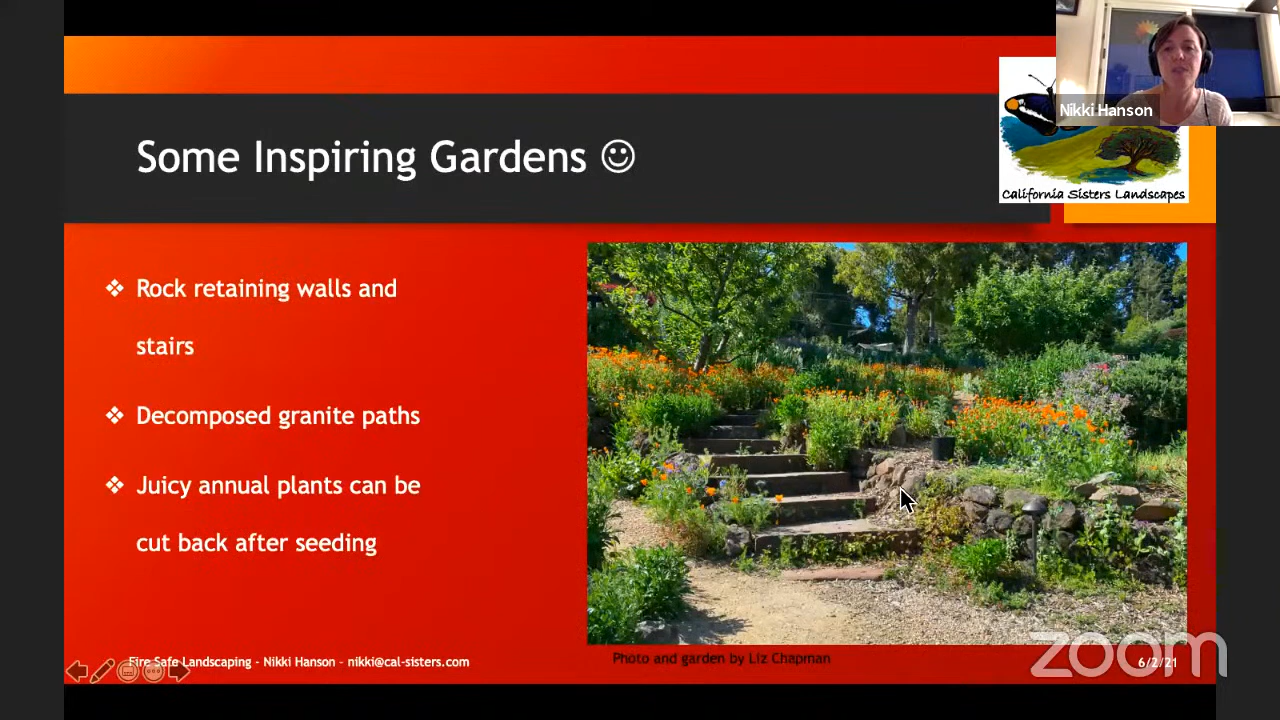 Nikki Hanson
California Sisters Landscapes
Some Inspiring Gardens ☺
❖ Rock retaining walls and
stairs
❖ Decomposed granite paths
❖ Juicy annual plants can be
cut back after seeding
Photo and garden by Liz Chapman
Fire Safe Landscaping - Nikki Hanson - nikki@cal-sisters.com
6/2/21
zoom